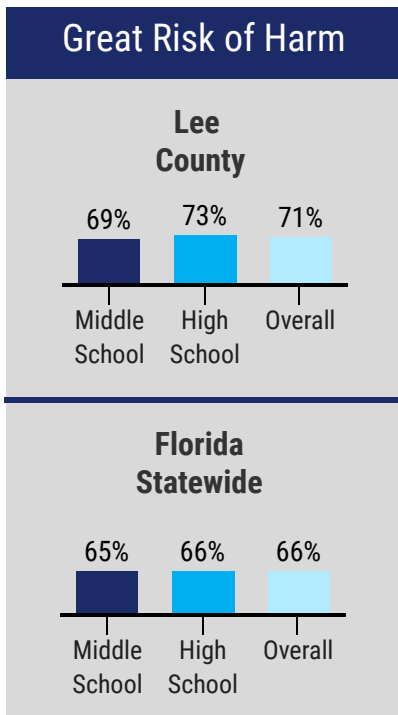 Great Risk of Harm
Lee
County
69% 73% 71%
Middle High Overall
School School
Florida
Statewide
65% 66% 66%
Middle High Overall
School School